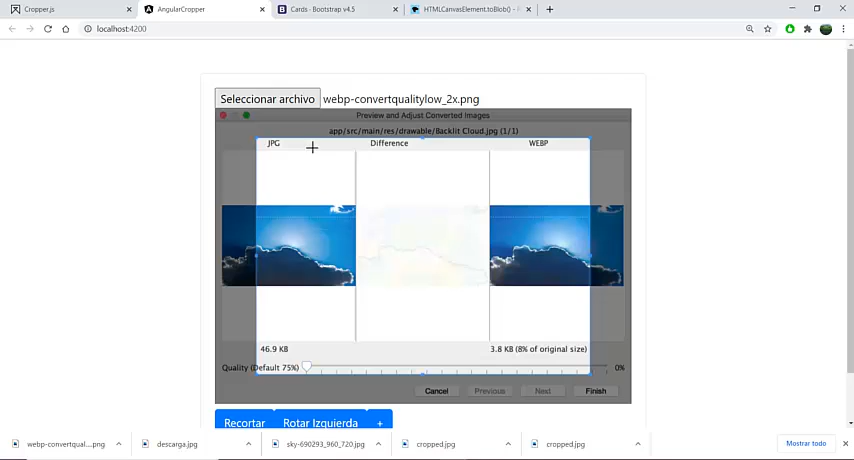 Cropper.js
AngularCropper
Cards · Bootstrap v4.5
HTMLCanvasElement.toBlob() -
localhost:4200
Seleccionar archivo webp-convertqualitylow_2x.png
Preview and Adjust Converted Images
app/src/main/res/drawable/Backlit Cloud.jpg (1/1)
JPG Difference WEBP
46.9 KB 3.8 KB (8% of original size)
Quality (Default 75%) 0%
Cancel Previous Next Finish
Recortar Rotar Izquierda +
webp-convertqual....png
descarga.jpg
sky-690293_960_720.jpg
cropped.jpg
cropped.jpg
Mostrar todo